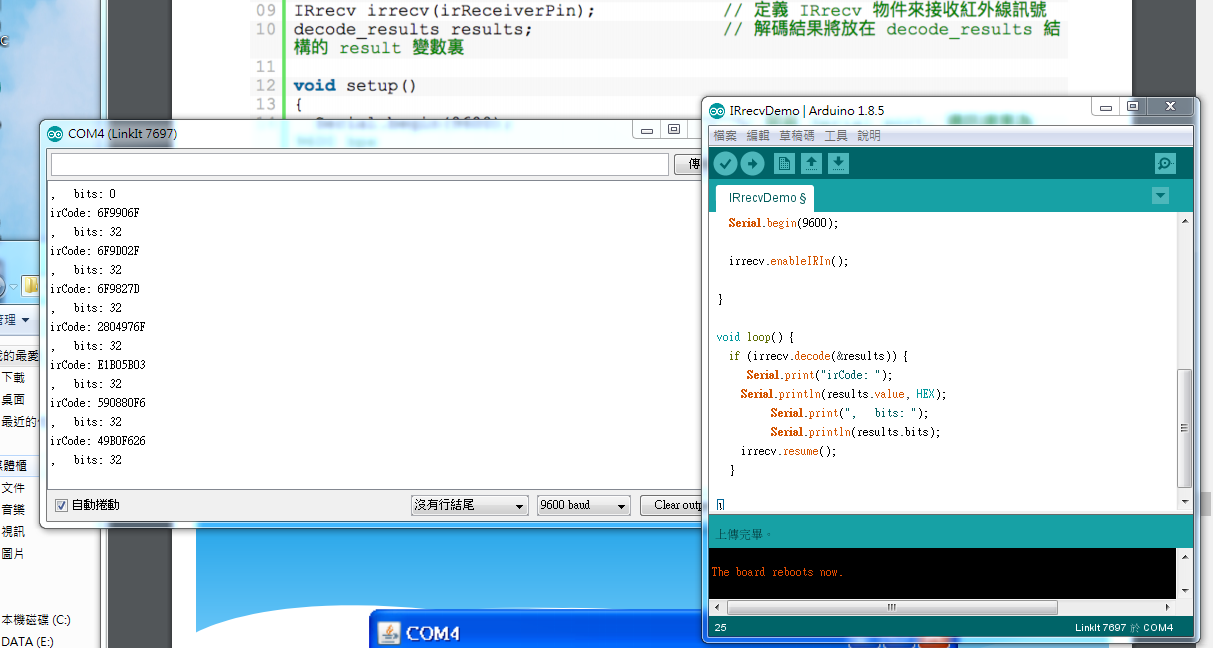 09 IRrecv irrecv(irReceiverPin); // 定義 IRrecv 物件來接收紅外線訊號
10 decode_results results; // 解碼結果將放在 decode_results 結
構的 result 變數裏
11
12 void setup()
13 {
COM4 (LinkIt 7697)
傳
, bits: 0
irCode: 6F9906F
, bits: 32
irCode: 6F9D02F
, bits: 32
irCode: 6F9827D
, bits: 32
irCode: 2804976F
, bits: 32
irCode: E1B05B03
, bits: 32
irCode: 590880F6
, bits: 32
irCode: 49B0F626
, bits: 32
自動捲動
沒有行結尾
9600 baud
Clear outp
IRrecvDemo | Arduino 1.8.5
檔案 編輯 草稿碼 工具 說明
IRrecvDemo §
Serial.begin(9600);
irrecv.enableIRIn();
}
void loop() {
if (irrecv.decode(&results)) {
Serial.print("irCode: ");
Serial.println(results.value, HEX);
Serial.print(",   bits: ");
Serial.println(results.bits);
irrecv.resume();
}
}
上傳完畢。
The board reboots now.
25
LinkIt 7697 於 COM4
管理
我的最愛
下載
桌面
最近的
媒體櫃
文件
音樂
視訊
圖片
本機磁碟 (C:)
DATA (E:)
COM4